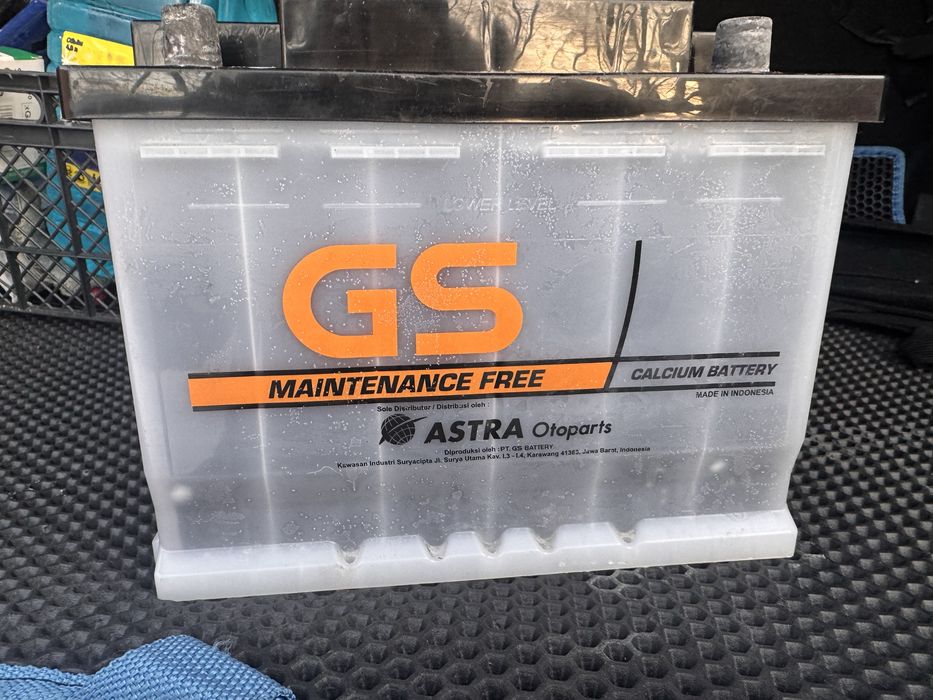 LOWER LEVEL
GS
MAINTENANCE FREE
CALCIUM BATTERY
MADE IN INDONESIA
Sole Distributor / Distribusi oleh :
ASTRA Otoparts
Diproduksi oleh : PT. GS BATTERY
Kawasan Industri Suryacipta Jl. Surya Utama Kav. I.3 - I.4, Karawang 41363, Jawa Barat, Indonesia